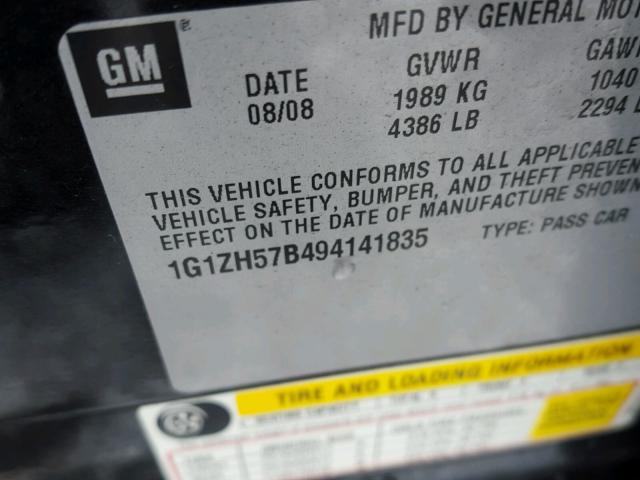 GM
MFD BY GENERAL MOT
DATE GVWR GAW
08/08 1989 KG 1040
4386 LB 2294 L
THIS VEHICLE CONFORMS TO ALL APPLICABLE
VEHICLE SAFETY, BUMPER, AND THEFT PREVEN
EFFECT ON THE DATE OF MANUFACTURE SHOWN
1G1ZH57B494141835 TYPE: PASS CAR
TIRE AND LOADING INFORMATION